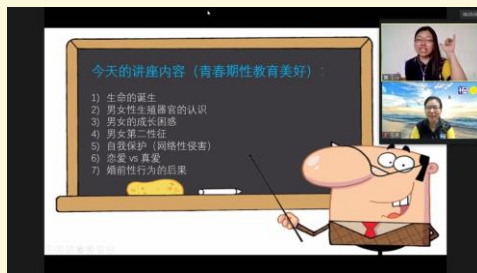 今天的讲座内容（青春期性教育美好）：
1) 生命的诞生
2) 男女性生殖器官的认识
3) 男女的成长困惑
4) 男女第二性征
5) 自我保护（网络性侵害）
6) 恋爱 vs 真爱
7) 婚前性行为的后果